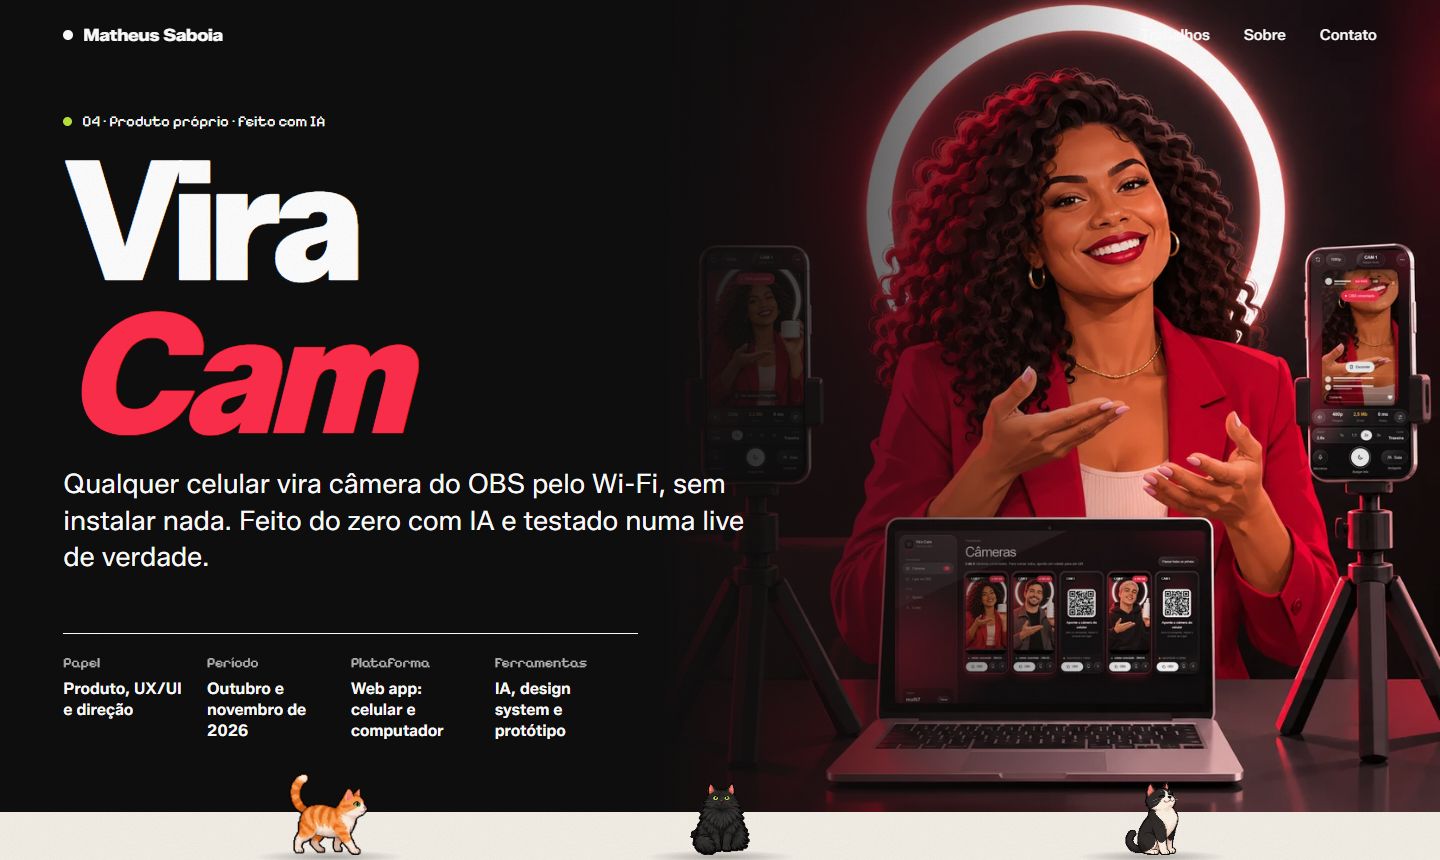 Matheus Saboia
Sobre
Contato
04 · Produto próprio · feito com IA
Vira
Cam
Qualquer celular vira câmera do OBS pelo Wi-Fi, sem
instalar nada. Feito do zero com IA e testado numa live
de verdade.
Papel
Produto, UX/UI
e direção
Período
Outubro e
novembro de
2026
Plataforma
Web app:
celular e
computador
Ferramentas
IA, design
system e
protótipo
CAM 1
Câmeras